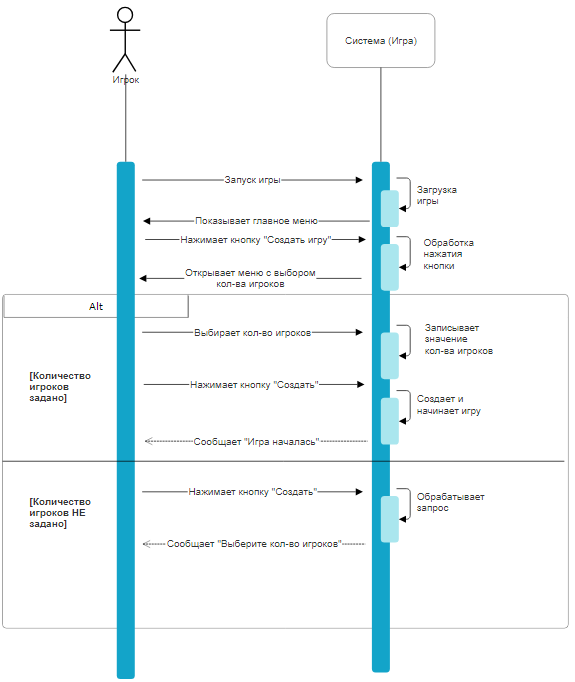 Игрок
Система (Игра)
Запуск игры
Загрузка
игры
Показывает главное меню
Нажимает кнопку "Создать игру"
Обработка
нажатия
кнопки
Открывает меню с выбором
кол-ва игроков
Alt
Выбирает кол-во игроков
Записывает
значение
кол-ва игроков
[Количество
игроков
задано]
Нажимает кнопку "Создать"
Создает и
начинает игру
Сообщает "Игра началась"
[Количество
игроков НЕ
задано]
Нажимает кнопку "Создать"
Обрабатывает
запрос
Сообщает "Выберите кол-во игроков"